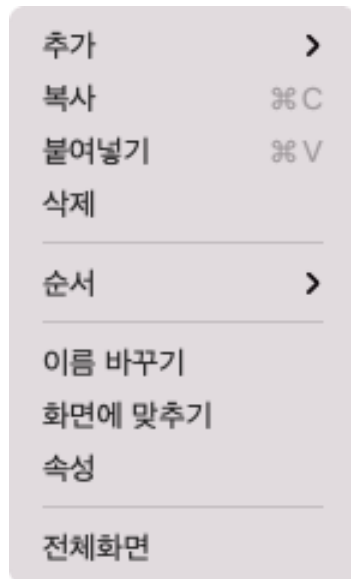 추가
복사 ⌘ C
붙여넣기 ⌘ V
삭제
순서
이름 바꾸기
화면에 맞추기
속성
전체화면